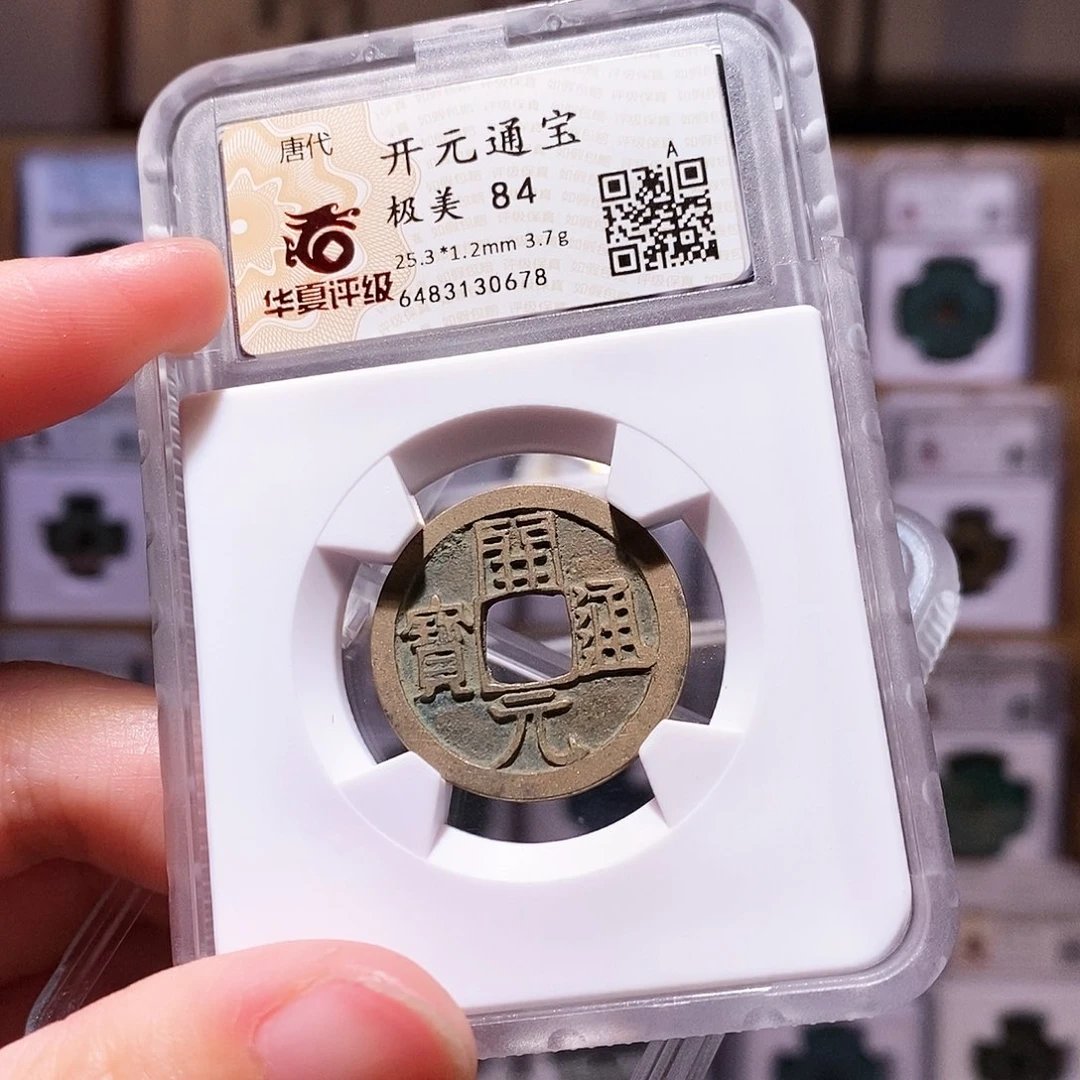 唐代
开元通宝
极美 84
A
25.3*1.2mm 3.7g
华夏评级
6483130678
開
通
寶
元